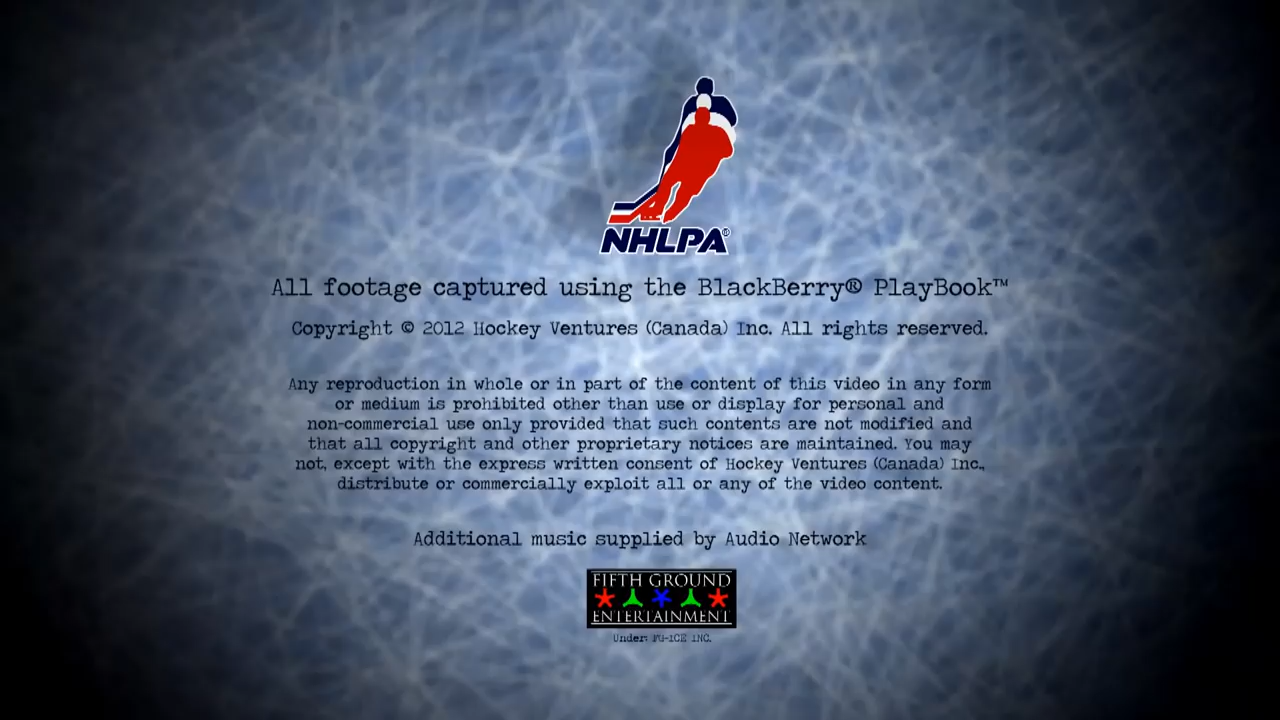 NHLPA®
All footage captured using the BlackBerry® PlayBook™
Copyright © 2012 Hockey Ventures (Canada) Inc. All rights reserved.
Any reproduction in whole or in part of the content of this video in any form
or medium is prohibited other than use or display for personal and
non-commercial use only provided that such contents are not modified and
that all copyright and other proprietary notices are maintained. You may
not, except with the express written consent of Hockey Ventures (Canada) Inc.,
distribute or commercially exploit all or any of the video content.
Additional music supplied by Audio Network
FIFTH GROUND
ENTERTAINMENT
Under: FG-ICE INC.